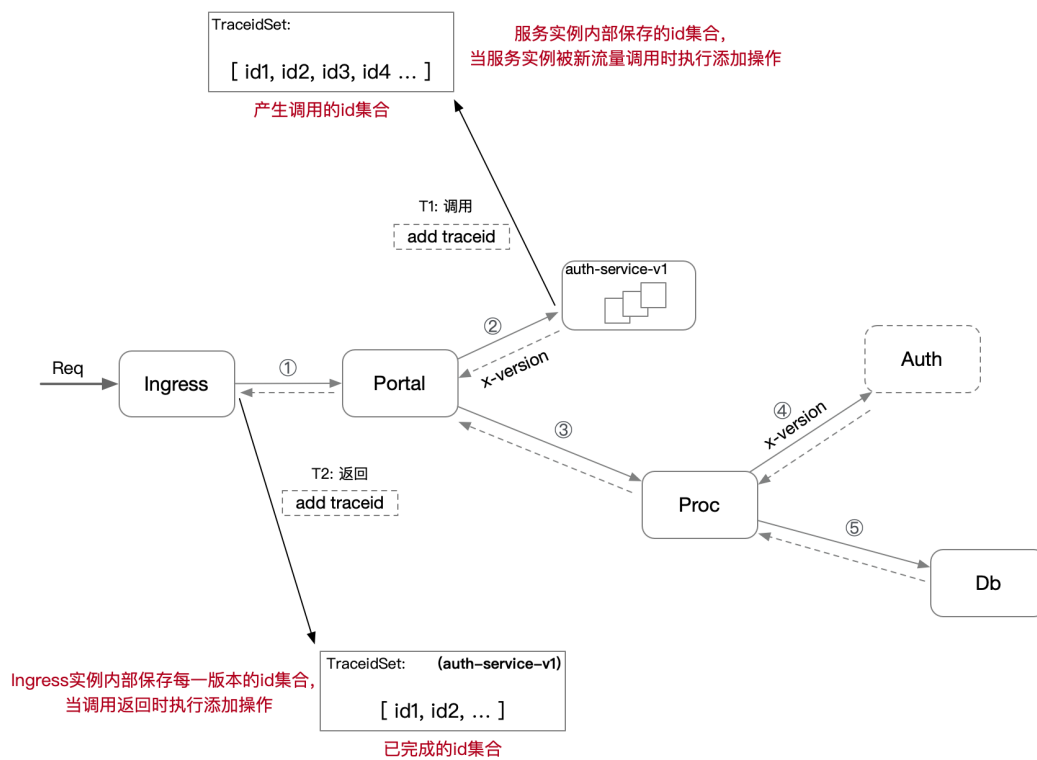 TraceidSet:
[ id1, id2, id3, id4 ... ]
产生调用的id集合
服务实例内部保存的id集合,
当服务实例被新流量调用时执行添加操作
T1: 调用
add traceid
auth-service-v1
②
x-version
Req
Ingress
①
Portal
Auth
④
x-version
③
T2: 返回
add traceid
Proc
⑤
Db
Ingress实例内部保存每一版本的id集合,
当调用返回时执行添加操作
TraceidSet: (auth-service-v1)
[ id1, id2, ... ]
已完成的id集合